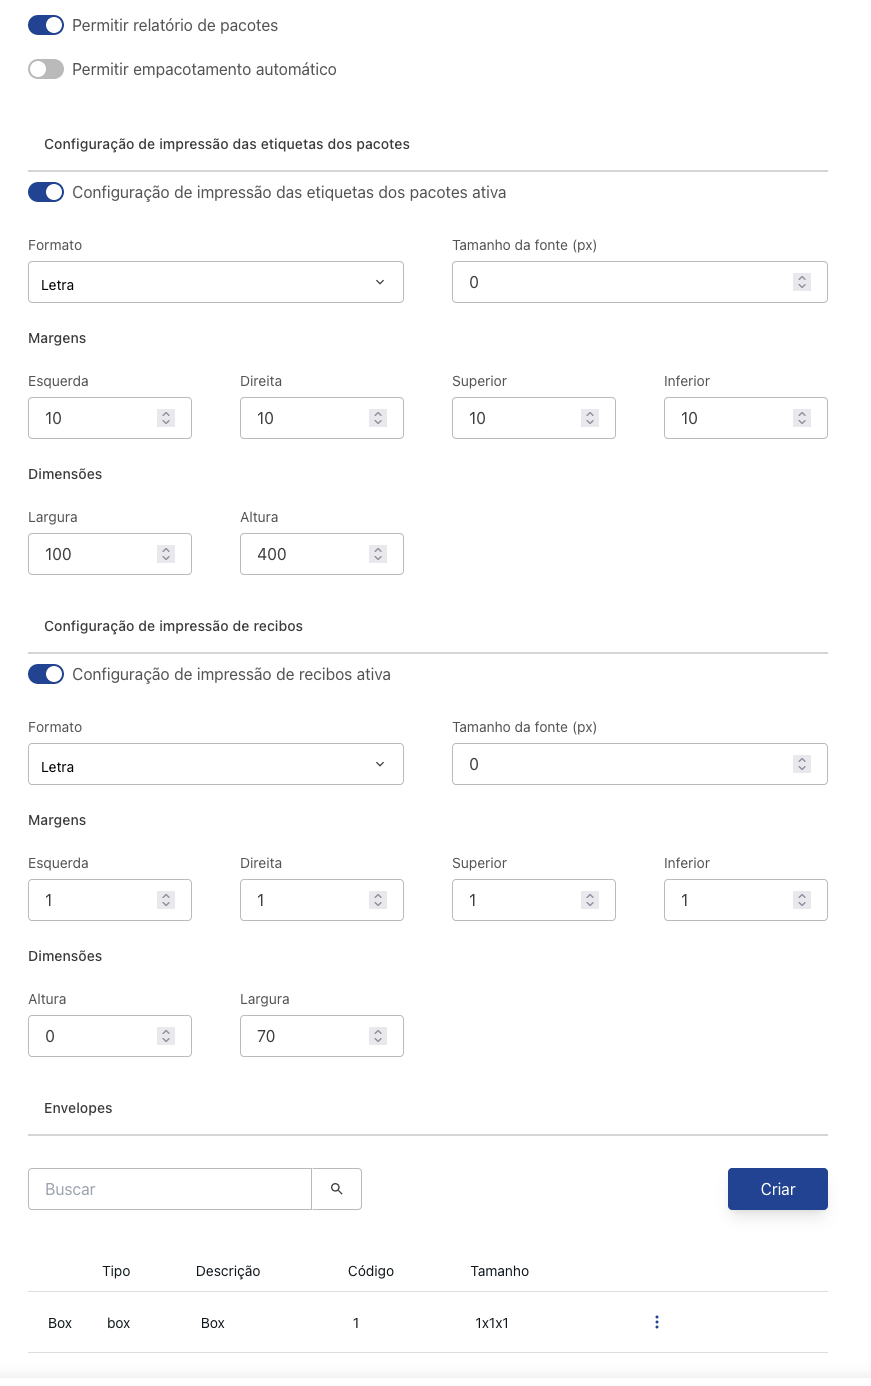 Permitir relatório de pacotes
Permitir empacotamento automático
Configuração de impressão das etiquetas dos pacotes
Configuração de impressão das etiquetas dos pacotes ativa
Formato Tamanho da fonte (px)
Letra 0
Margens
Esquerda Direita Superior Inferior
10 10 10 10
Dimensões
Largura Altura
100 400
Configuração de impressão de recibos
Configuração de impressão de recibos ativa
Formato Tamanho da fonte (px)
Letra 0
Margens
Esquerda Direita Superior Inferior
1 1 1 1
Dimensões
Altura Largura
0 70
Envelopes
Buscar Criar
Tipo Descrição Código Tamanho
Box box Box 1 1x1x1